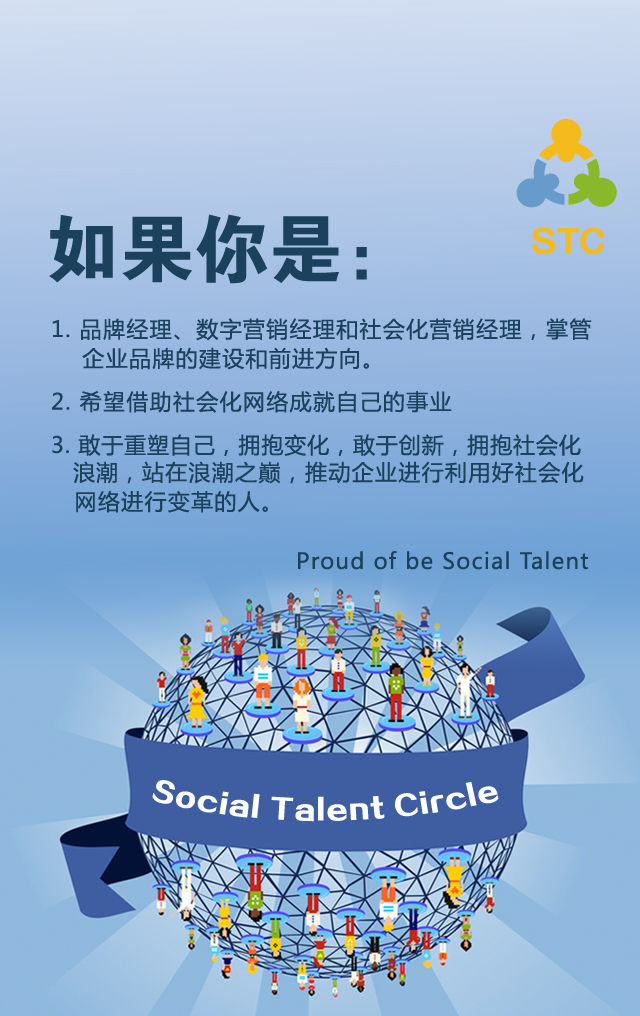 STC
如果你是：
1. 品牌经理、数字营销经理和社会化营销经理，掌管
企业品牌的建设和前进方向。
2. 希望借助社会化网络成就自己的事业
3. 敢于重塑自己，拥抱变化，敢于创新，拥抱社会化
浪潮，站在浪潮之巅，推动企业进行利用好社会化
网络进行变革的人。
Proud of be Social Talent
Social Talent Circle